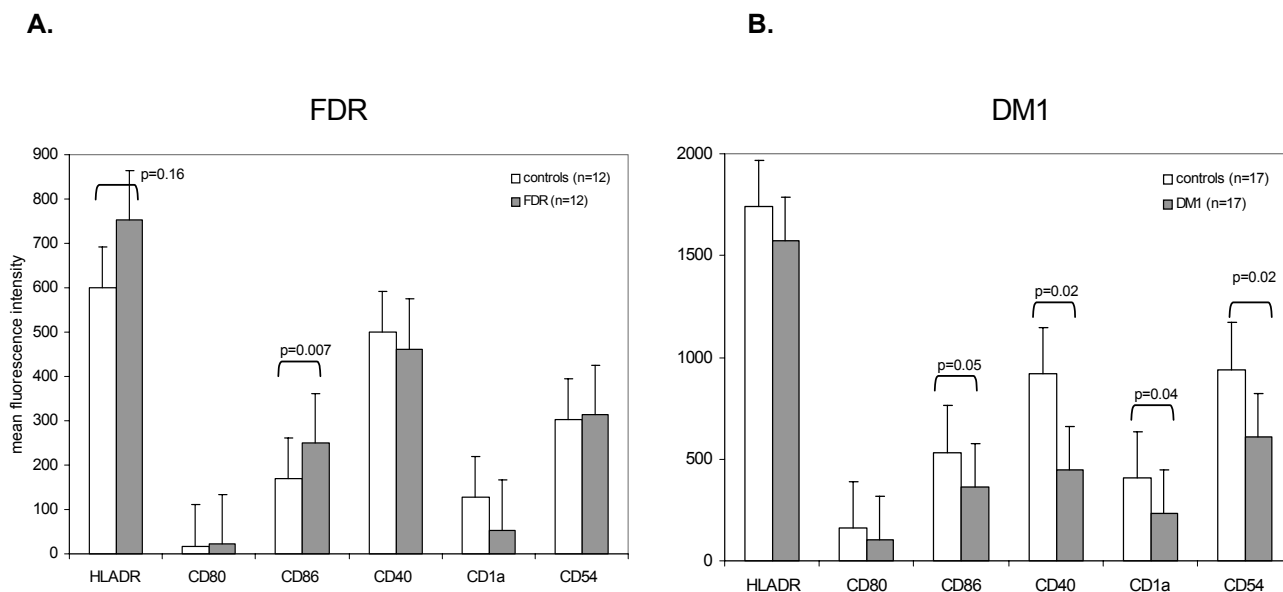 A.
FDR
900
800
700
600
500
400
300
200
100
0
mean fluorescence intensity
controls (n=12)
FDR (n=12)
p=0.16
p=0.007
HLADR CD80 CD86 CD40 CD1a CD54
B.
DM1
2000
1500
1000
500
0
controls (n=17)
DM1 (n=17)
p=0.05
p=0.02
p=0.04
p=0.02
HLADR CD80 CD86 CD40 CD1a CD54